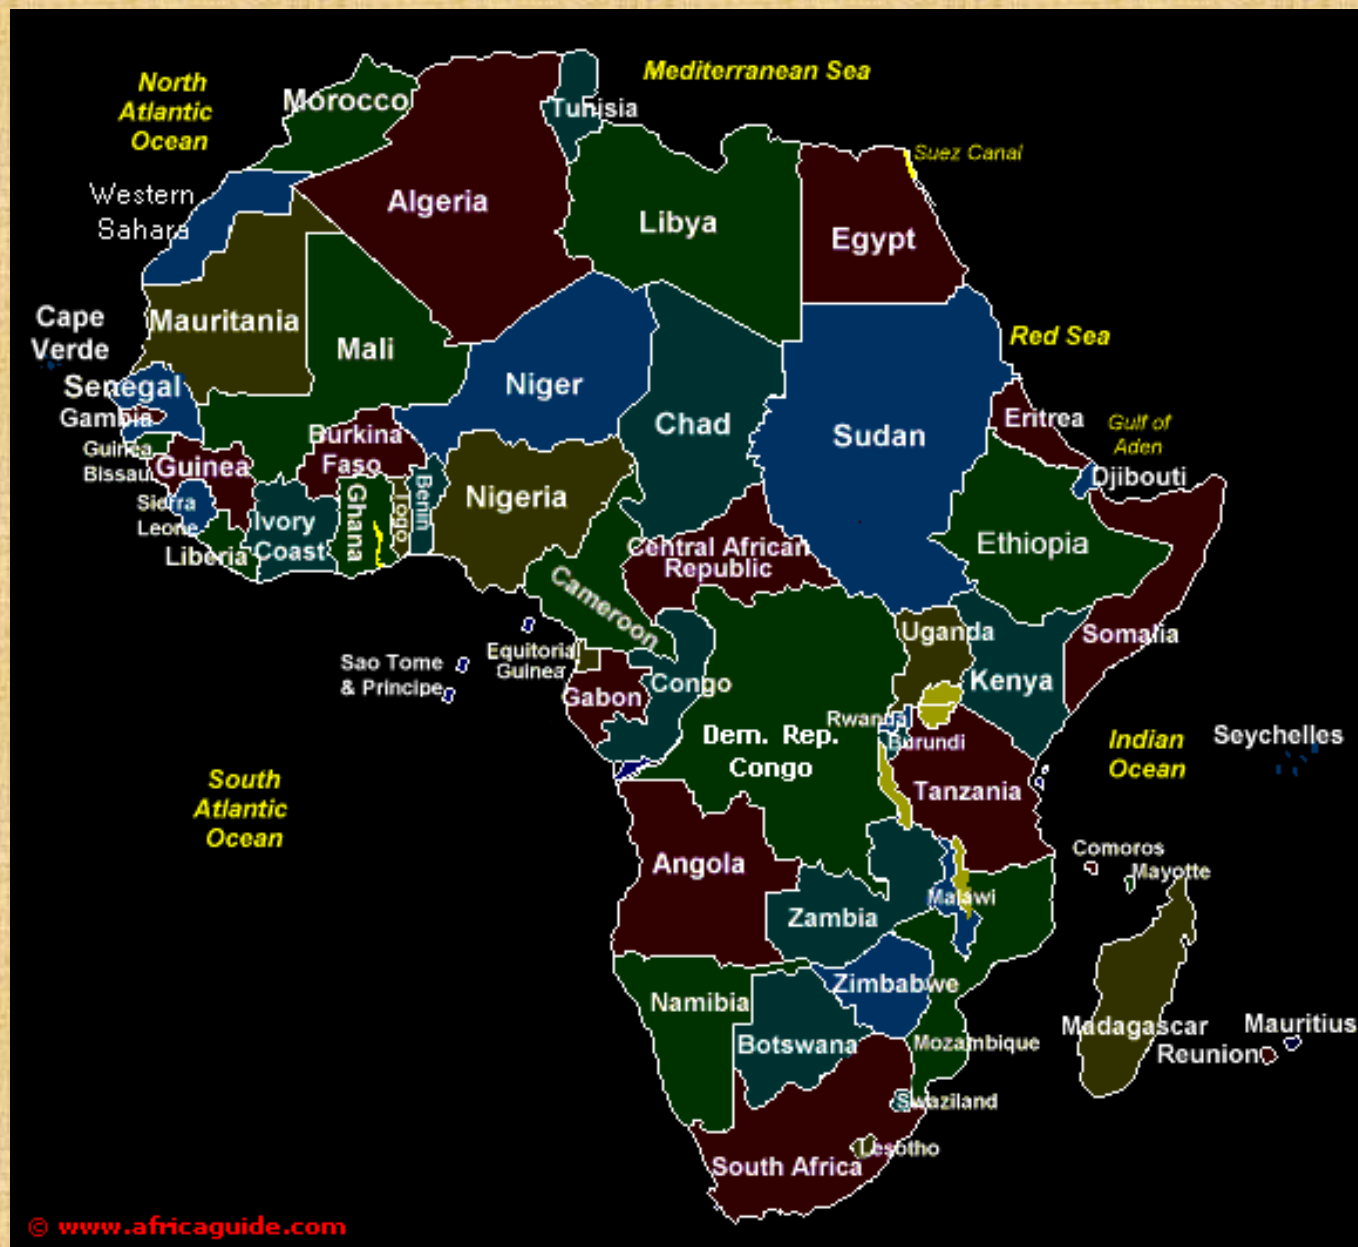 Mediterranean Sea
North
Atlantic
Ocean
Morocco
Tunisia
Suez Canal
Western
Sahara
Algeria
Libya
Egypt
Cape
Verde
Mauritania
Mali
Niger
Chad
Sudan
Red Sea
Senegal
Gambia
Guinea
Bissau
Guinea
Burkina
Faso
Eritrea
Gulf of
Aden
Djibouti
Sierra
Leone
Liberia
Ivory
Coast
Ghana
Togo
Benin
Nigeria
Ethiopia
Central African
Republic
Cameroon
Uganda
Somalia
Equitorial
Guinea
Sao Tome
& Principe
Gabon
Congo
Kenya
Rwanda
Burundi
Dem. Rep.
Congo
Indian
Ocean
Seychelles
South
Atlantic
Ocean
Tanzania
Angola
Comoros
Mayotte
Malawi
Zambia
Zimbabwe
Namibia
Botswana
Mozambique
Madagascar
Mauritius
Reunion
Swaziland
Lesotho
South Africa
© www.africaguide.com